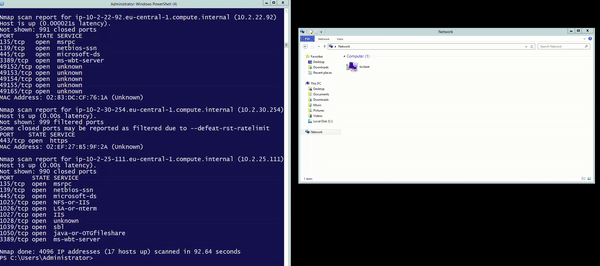 Administrator: Windows PowerShell (4)
Nmap scan report for ip-10-2-22-92.eu-central-1.compute.internal (10.2.22.92)
Host is up (0.000021s latency).
Not shown: 991 closed ports
PORT STATE SERVICE
135/tcp open msrpc
139/tcp open netbios-ssn
445/tcp open microsoft-ds
3389/tcp open ms-wbt-server
49152/tcp open unknown
49153/tcp open unknown
49154/tcp open unknown
49155/tcp open unknown
49165/tcp open unknown
MAC Address: 02:83:DC:CF:76:1A (Unknown)
Nmap scan report for ip-10-2-30-254.eu-central-1.compute.internal (10.2.30.254)
Host is up (0.00s latency).
Not shown: 999 filtered ports
Some closed ports may be reported as filtered due to --defeat-rst-ratelimit
PORT STATE SERVICE
443/tcp open https
MAC Address: 02:EF:27:B5:9F:2A (Unknown)
Nmap scan report for ip-10-2-25-111.eu-central-1.compute.internal (10.2.25.111)
Host is up (0.00s latency).
Not shown: 990 closed ports
PORT STATE SERVICE
135/tcp open msrpc
139/tcp open netbios-ssn
445/tcp open microsoft-ds
1025/tcp open NFS-or-IIS
1026/tcp open LSA-or-nterm
1027/tcp open IIS
1028/tcp open unknown
1039/tcp open sbl
1050/tcp open java-or-OTGfileshare
3389/tcp open ms-wbt-server
Nmap done: 4096 IP addresses (17 hosts up) scanned in 92.64 seconds
PS C:\Users\Administrator>
Network
File Network View
Network
Search Network
Favorites
Desktop
Downloads
Recent places
This PC
Desktop
Documents
Downloads
Music
Pictures
Videos
Local Disk (C:)
Network
Computer (1)
1 item